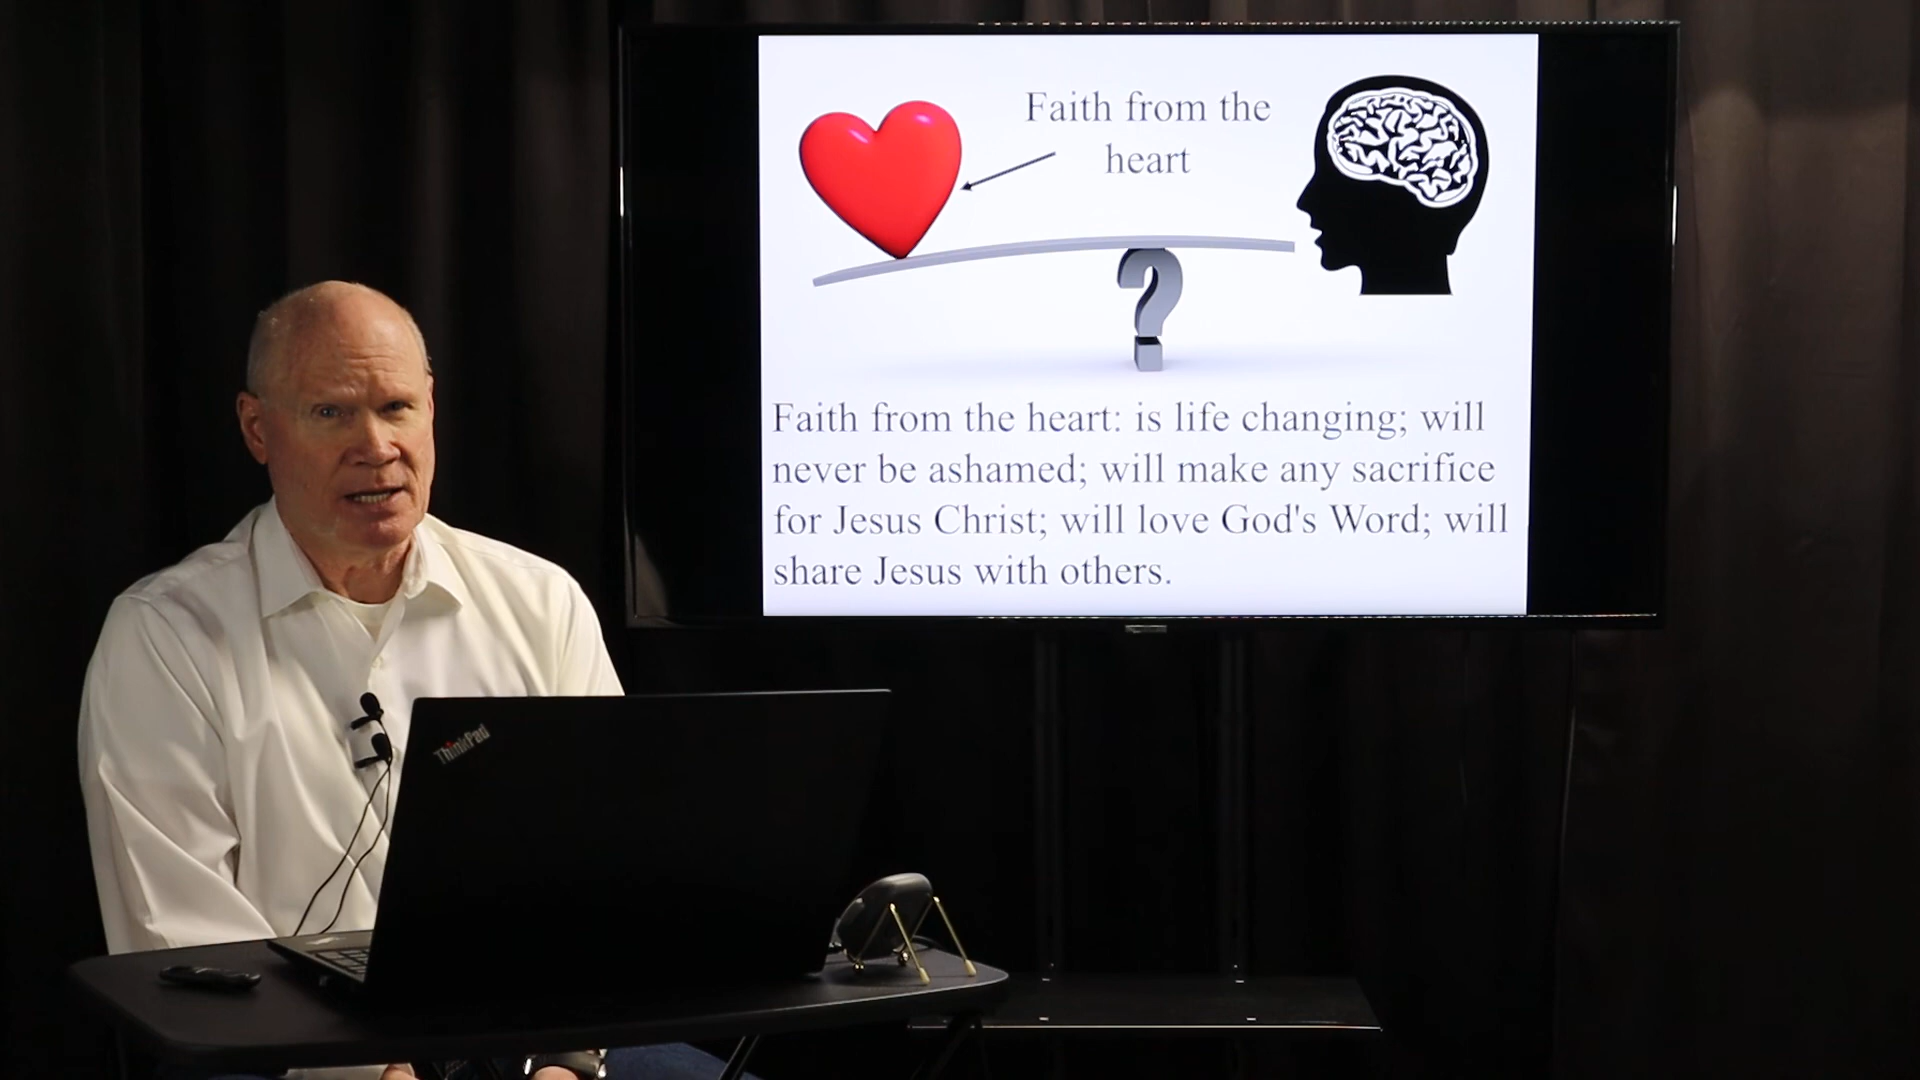 Faith from the
heart
?
Faith from the heart: is life changing; will
never be ashamed; will make any sacrifice
for Jesus Christ; will love God's Word; will
share Jesus with others.
ThinkPad